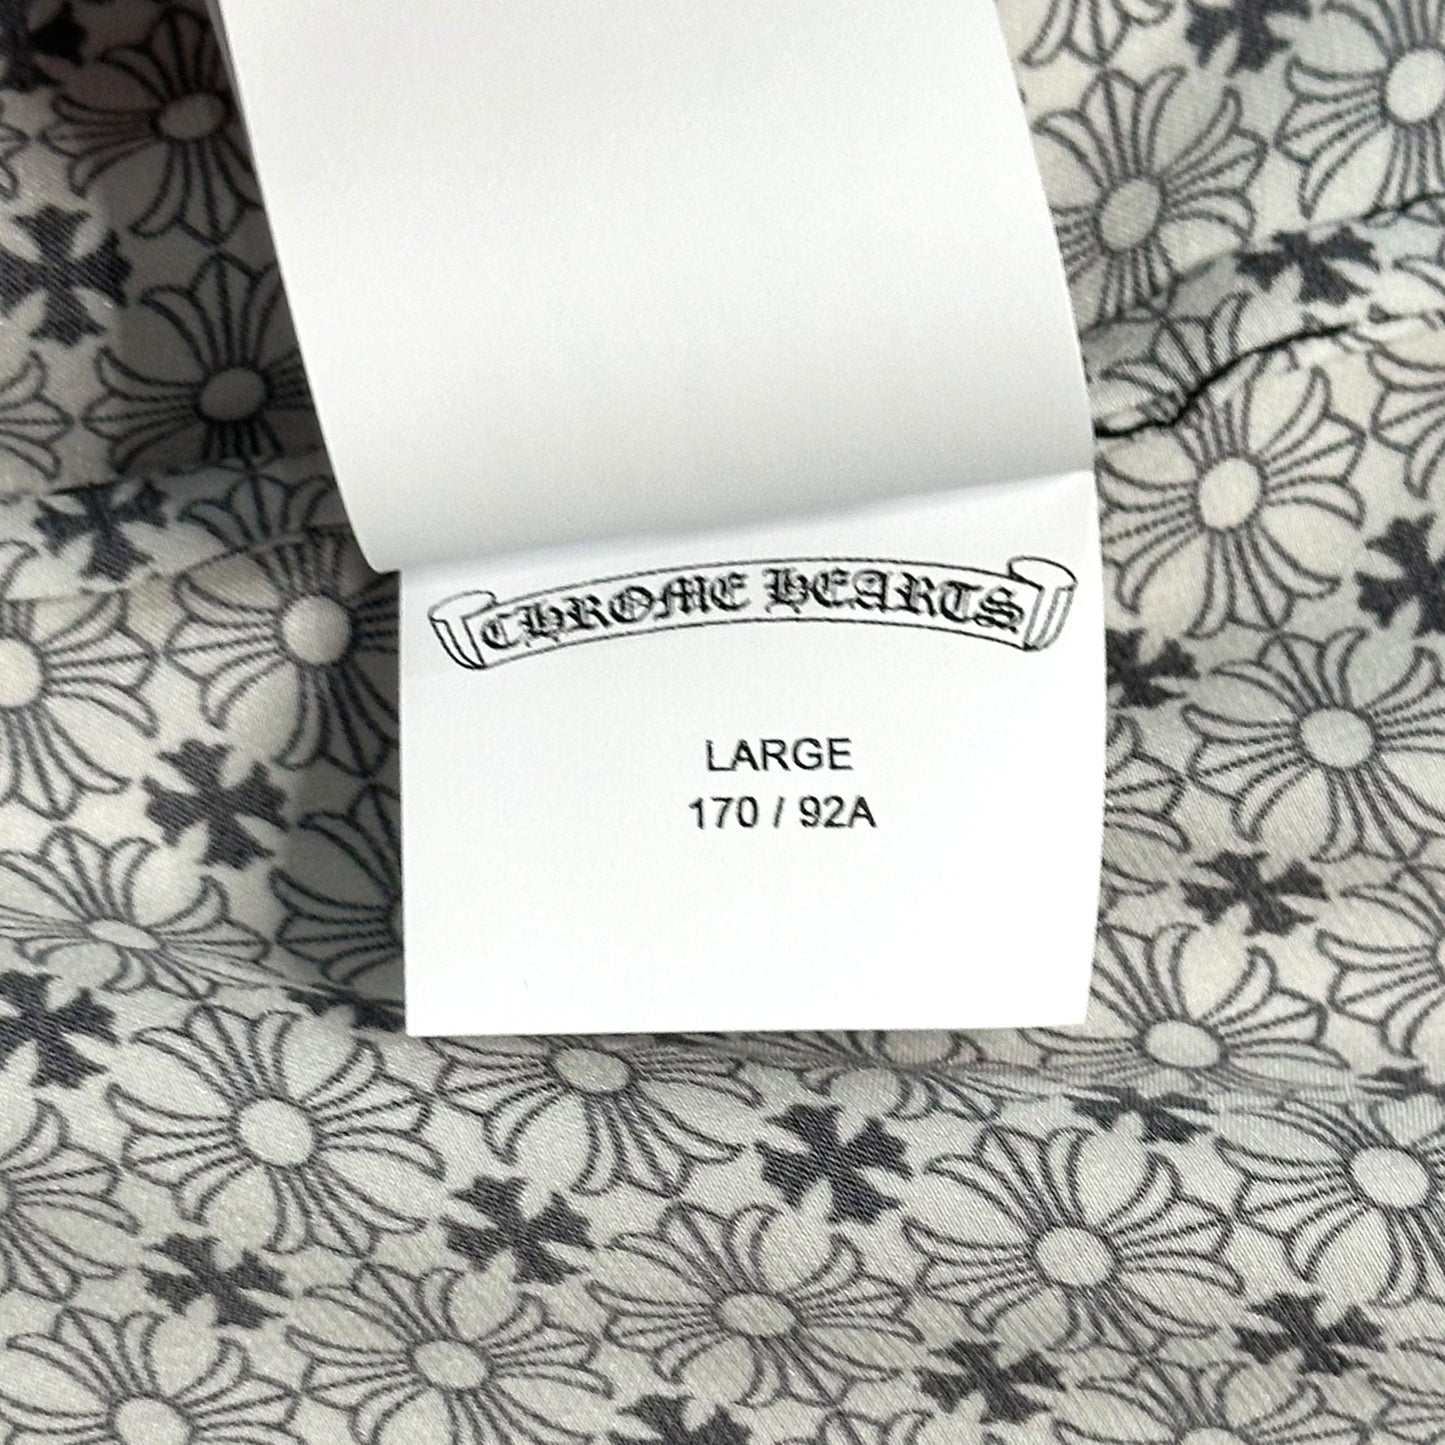 CHROME HEARTS
LARGE
170 / 92A